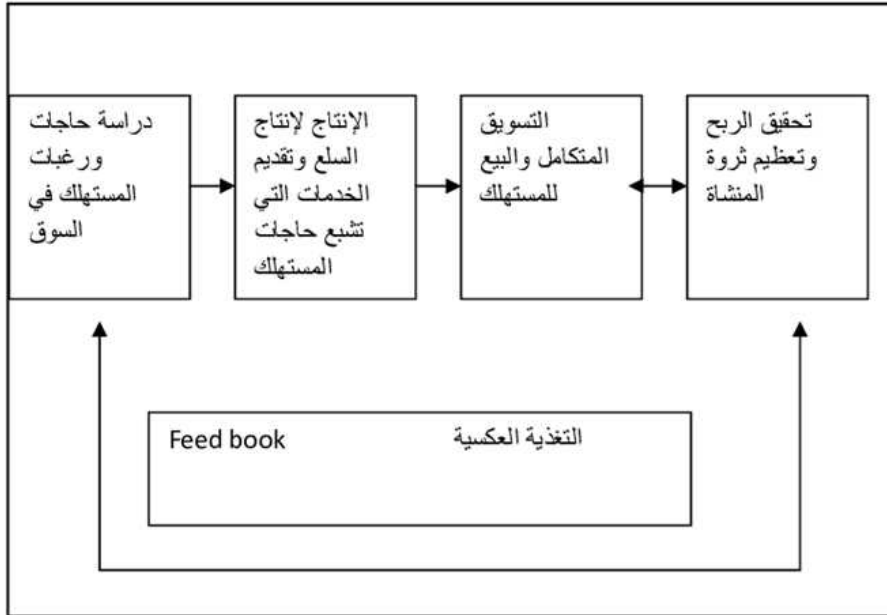 دراسة حاجات
ورغبات
المستهلك في
السوق
الإنتاج لإنتاج
السلع وتقديم
الخدمات التي
تشبع حاجات
المستهلك
التسويق
المتكامل والبيع
للمستهلك
تحقيق الربح
وتعظيم ثروة
المنشاة
Feed book التغذية العكسية